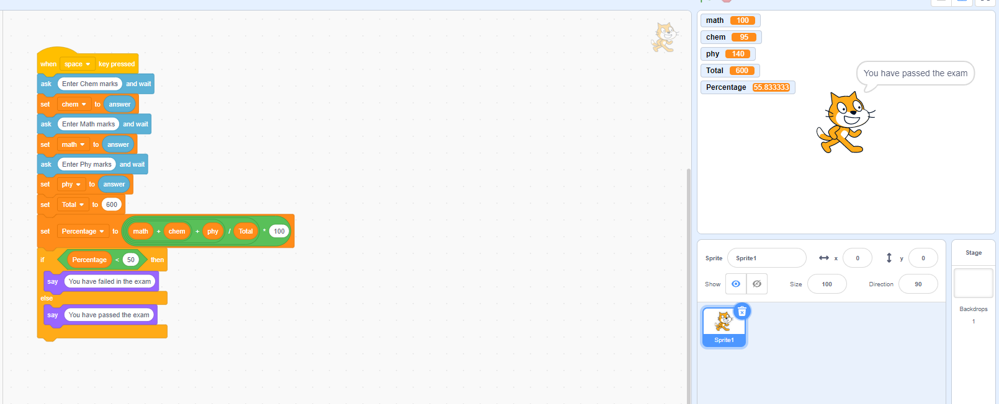 when space key pressed
ask Enter Chem marks and wait
set chem to answer
ask Enter Math marks and wait
set math to answer
ask Enter Phy marks and wait
set phy to answer
set Total to 600
set Percentage to math + chem + phy / Total * 100
if Percentage < 50 then
say You have failed in the exam
else
say You have passed the exam
math 100
chem 95
phy 140
Total 600
Percentage 55.833333
You have passed the exam
Sprite Sprite1 x 0 y 0
Show Size 100 Direction 90
Sprite1
Stage
Backdrops
1